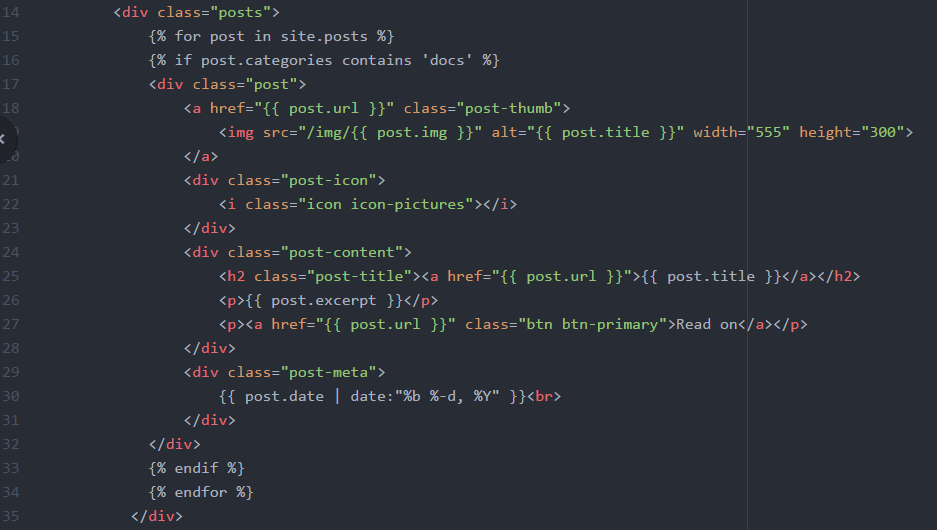 14 <div class="posts">
15 {% for post in site.posts %}
16 {% if post.categories contains 'docs' %}
17 <div class="post">
18 <a href="{{ post.url }}" class="post-thumb">
<img src="/img/{{ post.img }}" alt="{{ post.title }}" width="555" height="300">
</a>
21 <div class="post-icon">
22 <i class="icon icon-pictures"></i>
23 </div>
24 <div class="post-content">
25 <h2 class="post-title"><a href="{{ post.url }}">{{ post.title }}</a></h2>
26 <p>{{ post.excerpt }}</p>
27 <p><a href="{{ post.url }}" class="btn btn-primary">Read on</a></p>
28 </div>
29 <div class="post-meta">
30 {{ post.date | date:"%b %-d, %Y" }}<br>
31 </div>
32 </div>
33 {% endif %}
34 {% endfor %}
35 </div>